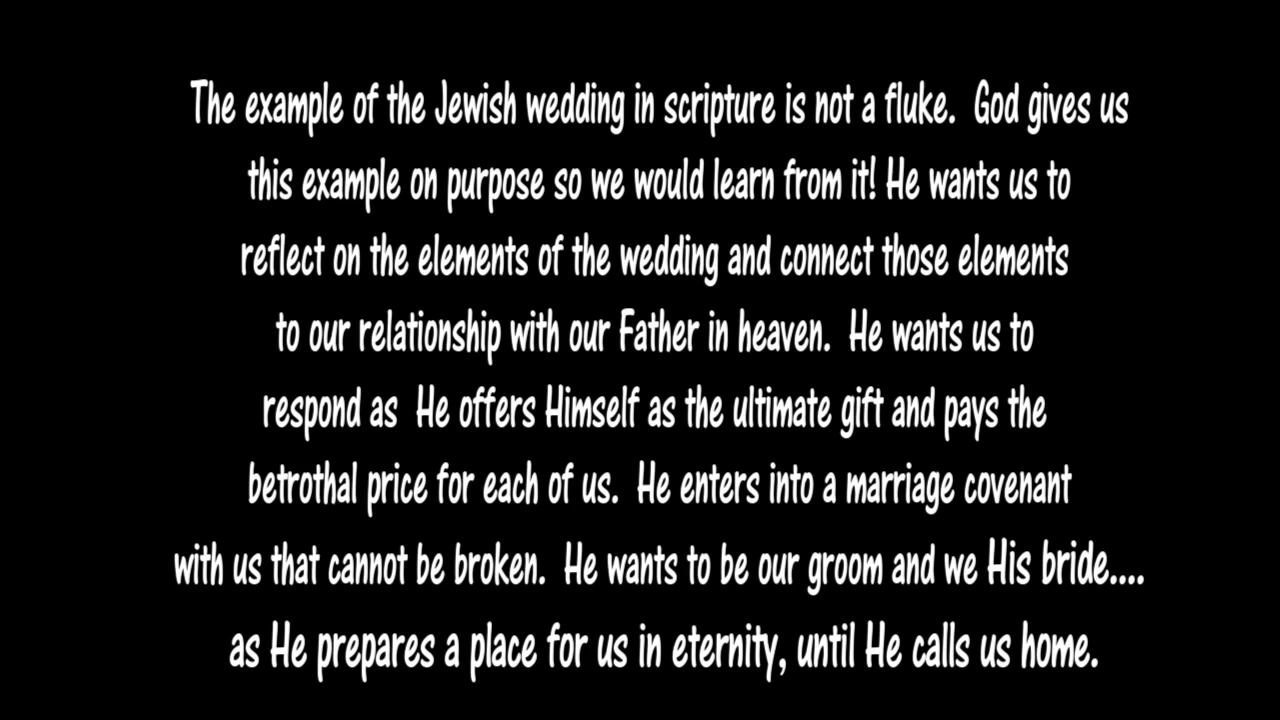 The example of the Jewish wedding in scripture is not a fluke.  God gives us
this example on purpose so we would learn from it! He wants us to
reflect on the elements of the wedding and connect those elements
to our relationship with our Father in heaven.  He wants us to
respond as  He offers Himself as the ultimate gift and pays the
betrothal price for each of us.  He enters into a marriage covenant
with us that cannot be broken.  He wants to be our groom and we His bride....
as He prepares a place for us in eternity, until He calls us home.